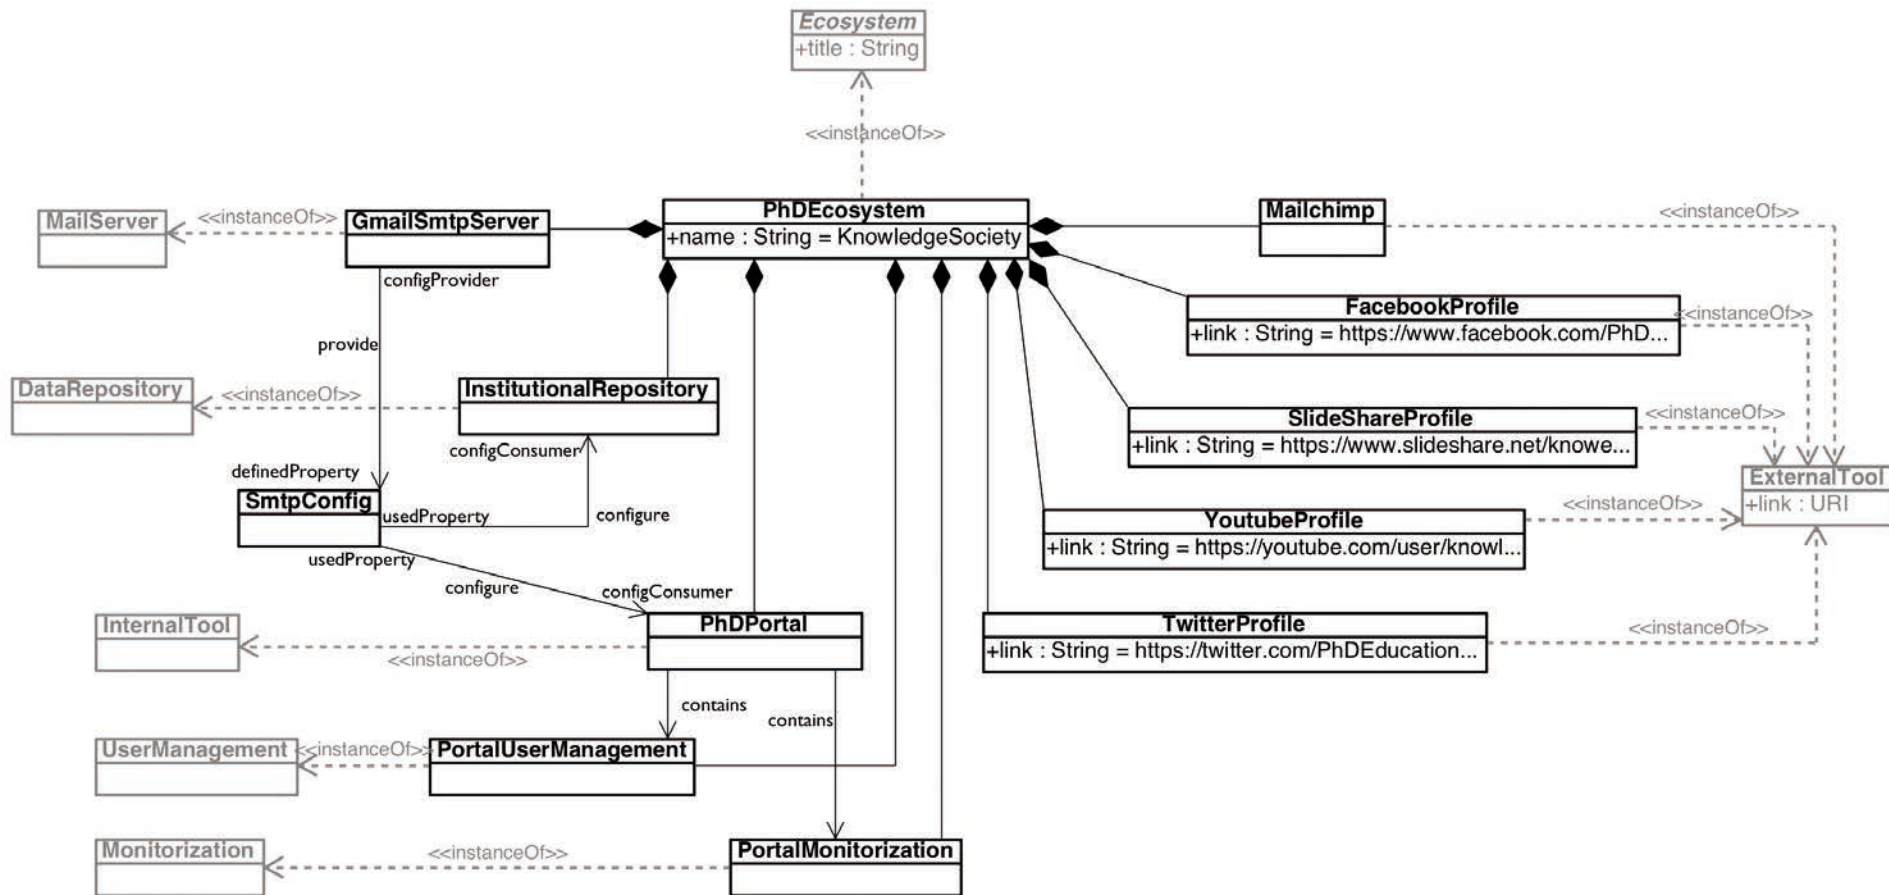 Ecosystem
+title : String
<<instanceOf>>
PhDEcosystem
+name : String = KnowledgeSociety
MailServer
<<instanceOf>>
GmailSmtpServer
Mailchimp
<<instanceOf>>
configProvider
provide
FacebookProfile
+link : String = https://www.facebook.com/PhD...
<<instanceOf>>
DataRepository
<<instanceOf>>
InstitutionalRepository
configConsumer
SlideShareProfile
+link : String = https://www.slideshare.net/knowe...
<<instanceOf>>
definedProperty
SmtpConfig
usedProperty
configure
ExternalTool
+link : URI
YoutubeProfile
+link : String = https://youtube.com/user/knowl...
<<instanceOf>>
usedProperty
configure
configConsumer
InternalTool
<<instanceOf>>
PhDPortal
TwitterProfile
+link : String = https://twitter.com/PhDEducation...
<<instanceOf>>
contains
contains
UserManagement
<<instanceOf>>
PortalUserManagement
Monitorization
<<instanceOf>>
PortalMonitorization